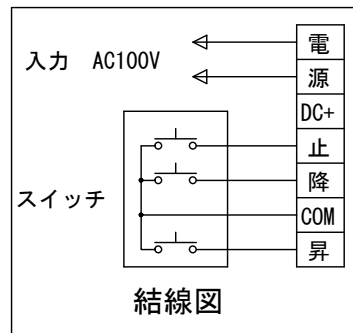 入力 AC100V
電
源
DC+
止
降
COM
昇
スイッチ
結線図